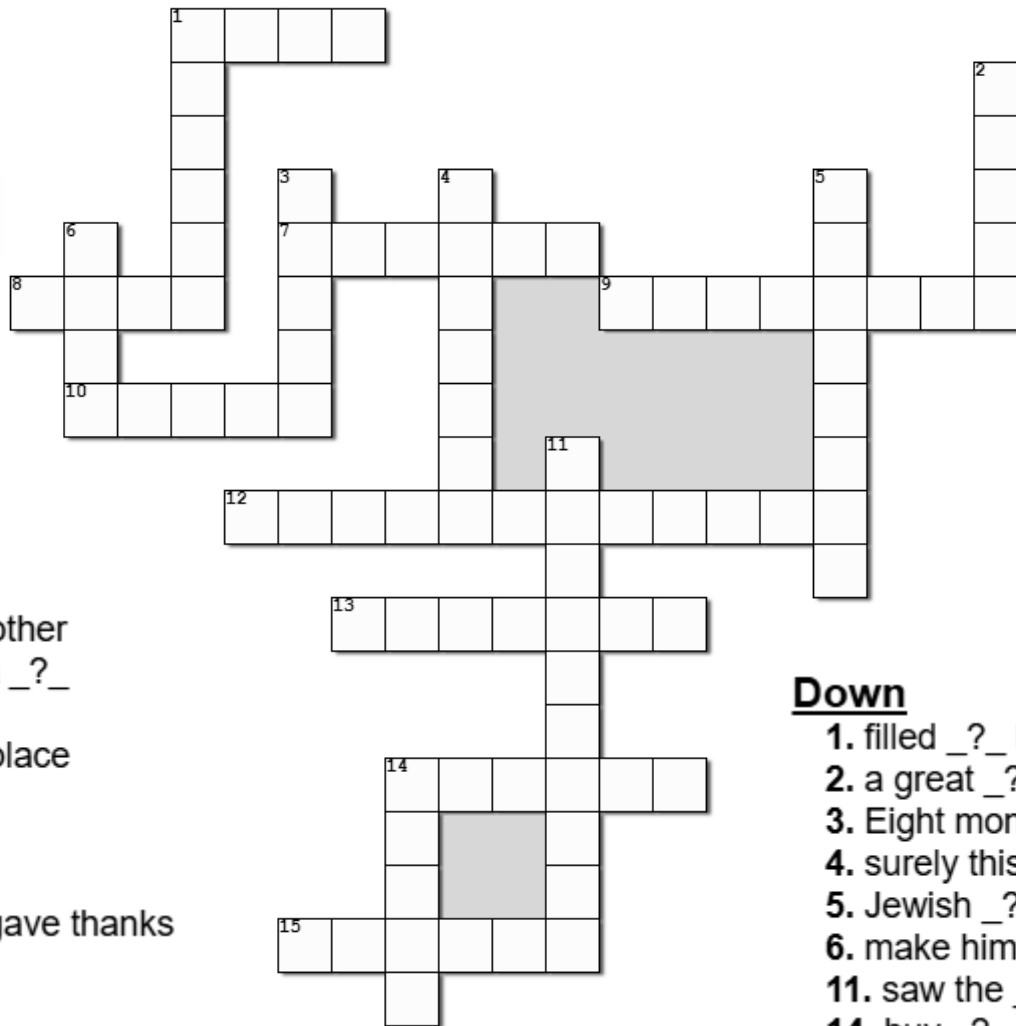 1
2
3
4
5
6
7
8
9
10
11
12
13
14
15
other
_?_
place
gave thanks
Down
1. filled _?_
2. a great _?
3. Eight mon
4. surely this
5. Jewish _?
6. make him
11. saw the _
14. buy _?_